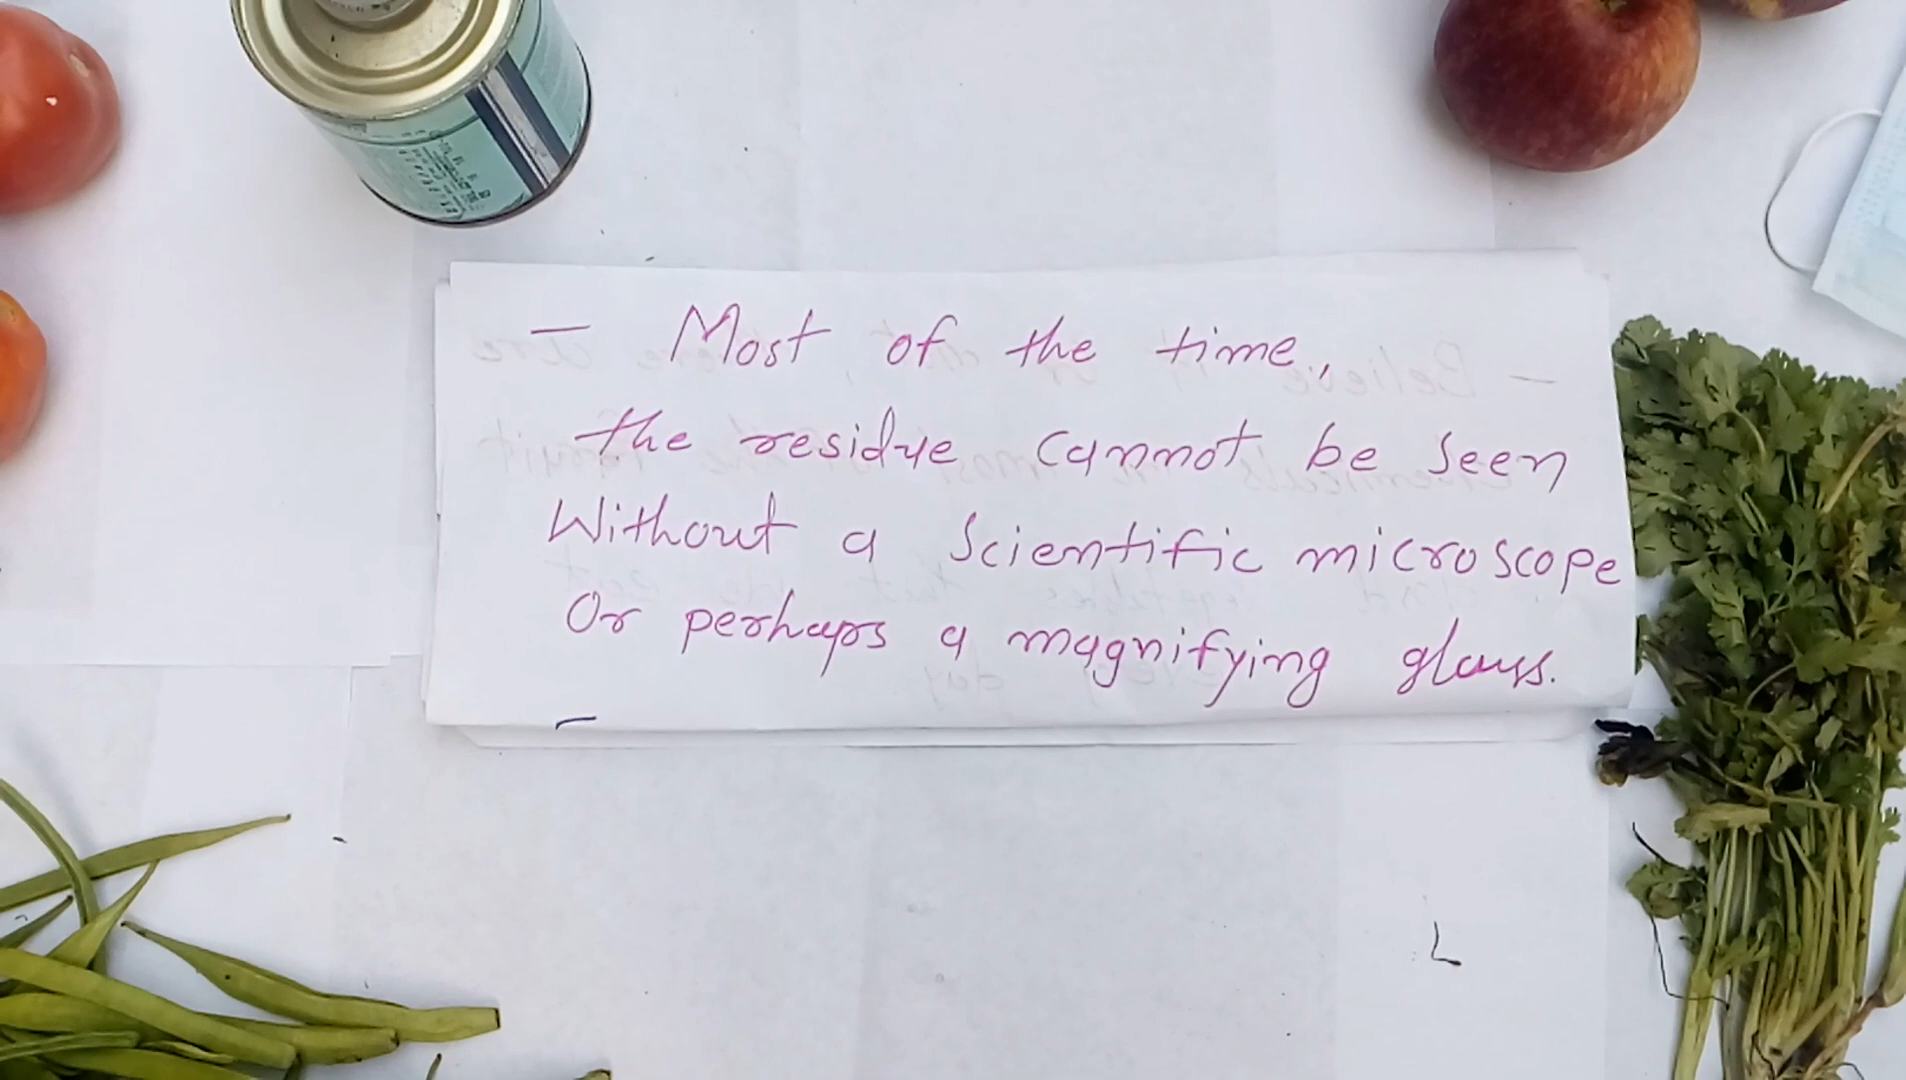 — Most of the time,
the residue cannot be seen
Without a Scientific microscope
Or perhaps a magnifying glass.